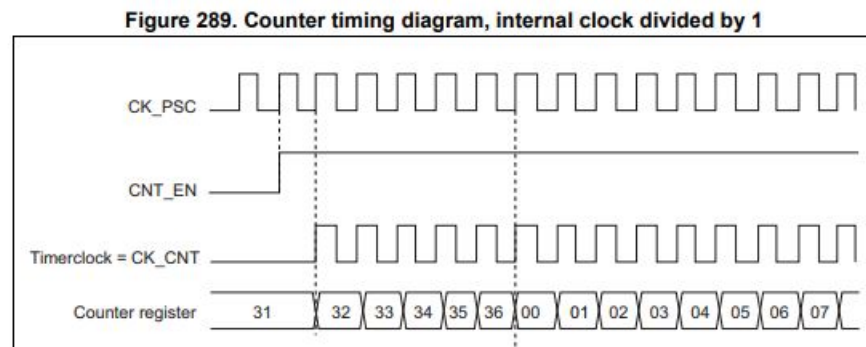 Figure 289. Counter timing diagram, internal clock divided by 1
CK_PSC
CNT_EN
Timerclock = CK_CNT
Counter register 31 32 33 34 35 36 00 01 02 03 04 05 06 07